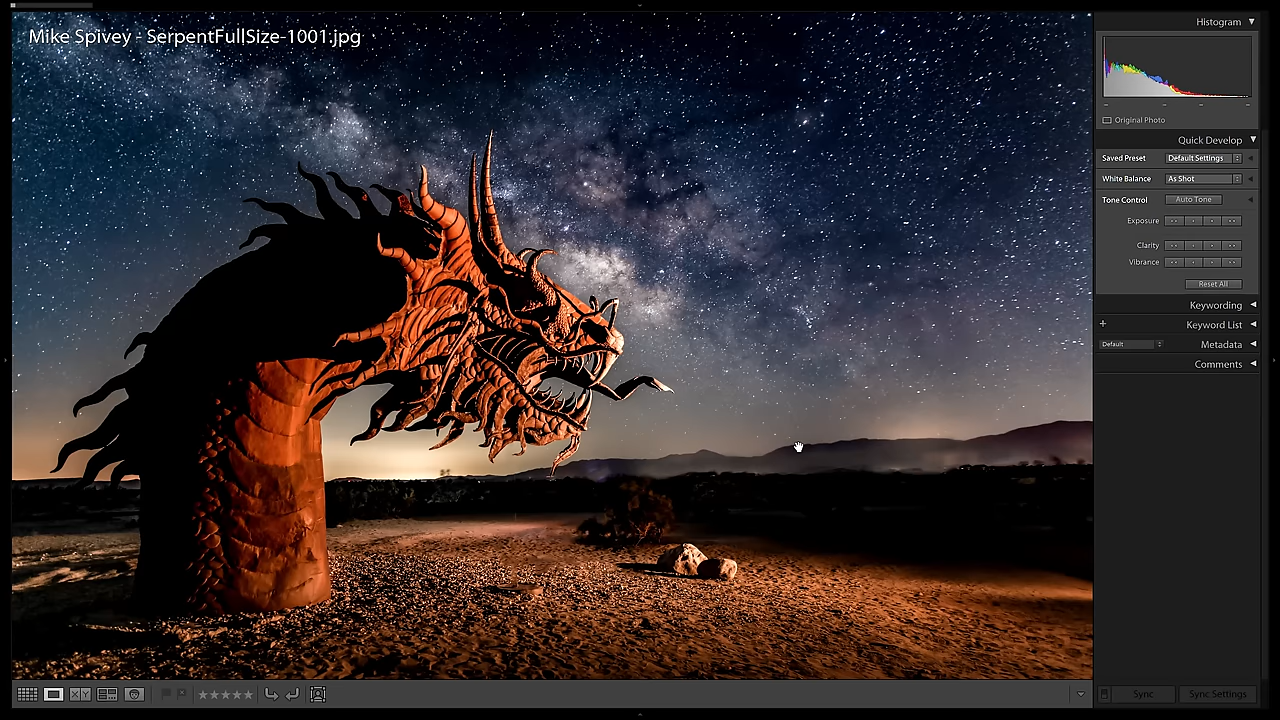 Mike Spivey - SerpentFullSize-1001.jpg
Histogram
Original Photo
Quick Develop
Saved Preset Default Settings
White Balance As Shot
Tone Control Auto Tone
Exposure
Clarity
Vibrance
Reset All
Keywording
Keyword List
Default Metadata
Comments
Sync Sync Settings